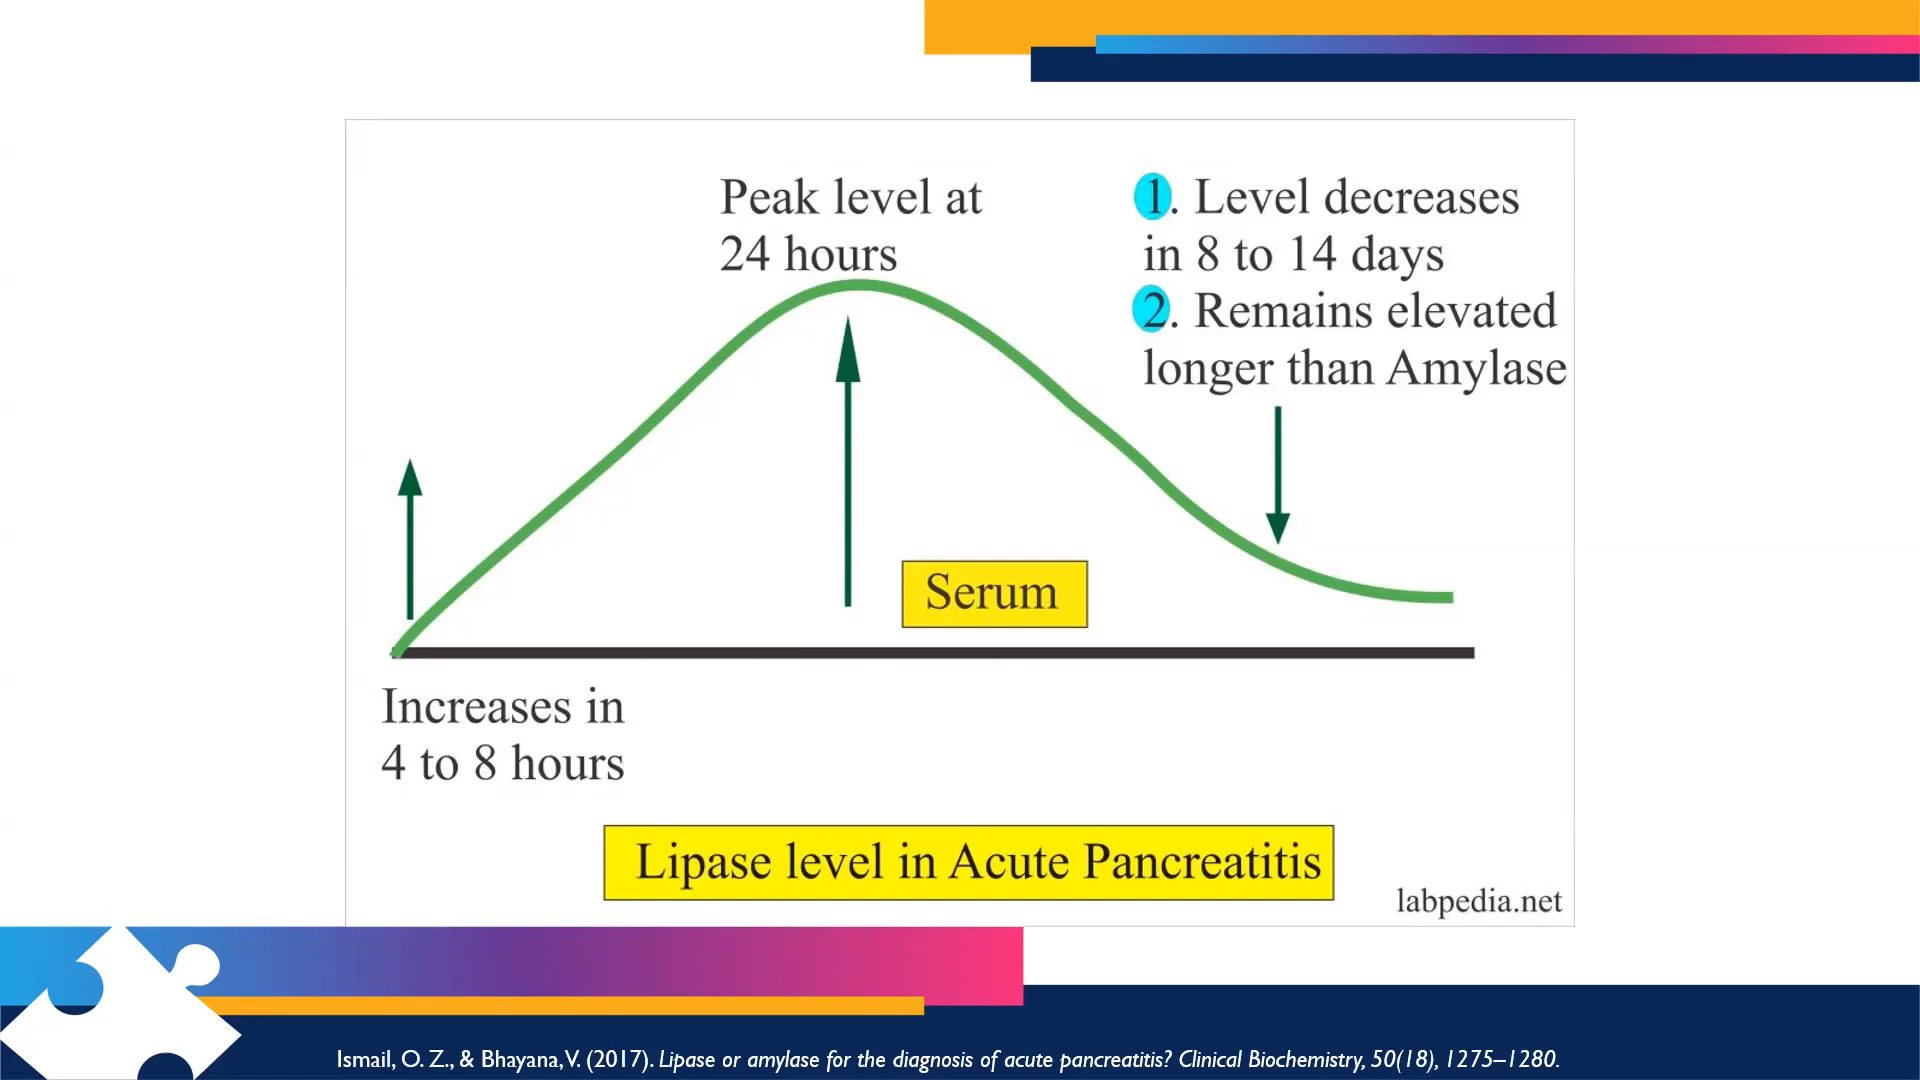 Peak level at
24 hours
1. Level decreases
in 8 to 14 days
2. Remains elevated
longer than Amylase
Serum
Increases in
4 to 8 hours
Lipase level in Acute Pancreatitis
labpedia.net
Ismail, O. Z., & Bhayana, V. (2017). Lipase or amylase for the diagnosis of acute pancreatitis? Clinical Biochemistry, 50(18), 1275–1280.